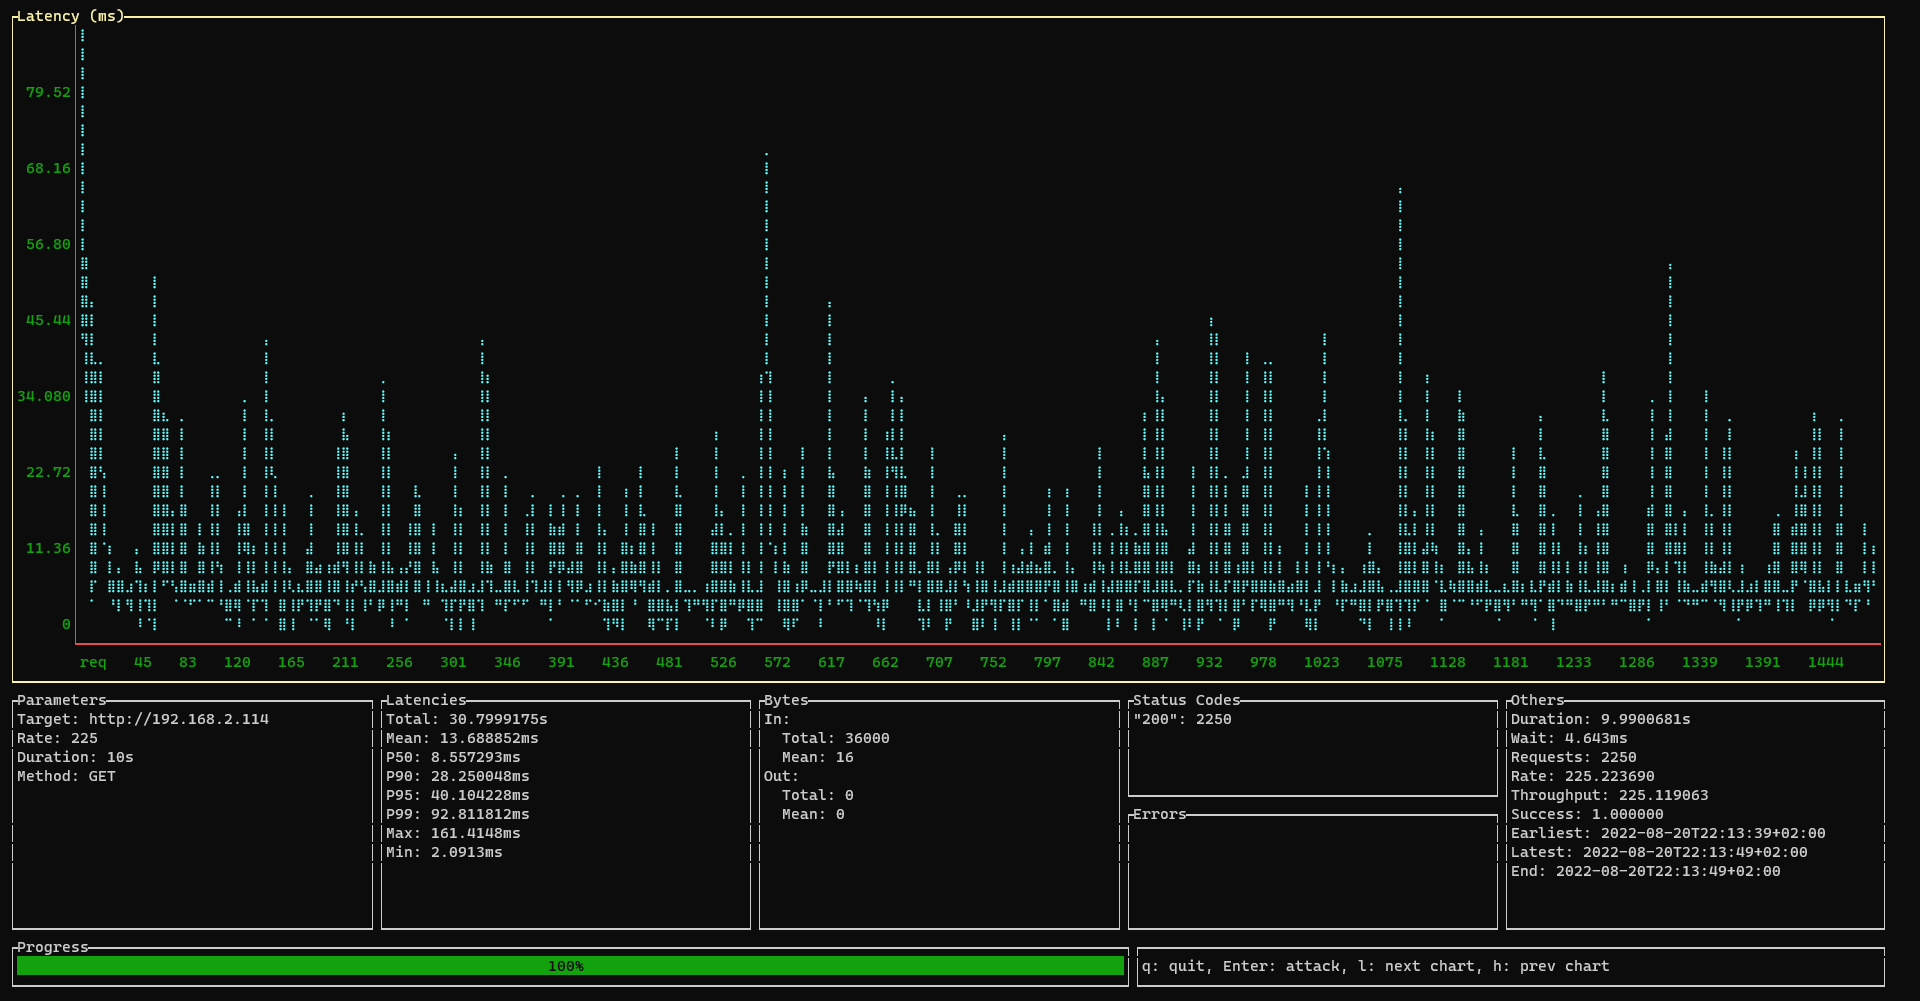 Latency (ms)
79.52
68.16
56.80
45.44
34.080
22.72
11.36
0
req 45 83 120 165 211 256 301 346 391 436 481 526 572 617 662 707 752 797 842 887 932 978 1023 1075 1128 1181 1233 1286 1339 1391 1444
Parameters
Target: http://192.168.2.114
Rate: 225
Duration: 10s
Method: GET
Latencies
Total: 30.7999175s
Mean: 13.688852ms
P50: 8.557293ms
P90: 28.250048ms
P95: 40.104228ms
P99: 92.811812ms
Max: 161.4148ms
Min: 2.0913ms
Bytes
In:
Total: 36000
Mean: 16
Out:
Total: 0
Mean: 0
Status Codes
"200": 2250
Errors
Others
Duration: 9.9900681s
Wait: 4.643ms
Requests: 2250
Rate: 225.223690
Throughput: 225.119063
Success: 1.000000
Earliest: 2022-08-20T22:13:39+02:00
Latest: 2022-08-20T22:13:49+02:00
End: 2022-08-20T22:13:49+02:00
Progress
100%
q: quit, Enter: attack, l: next chart, h: prev chart